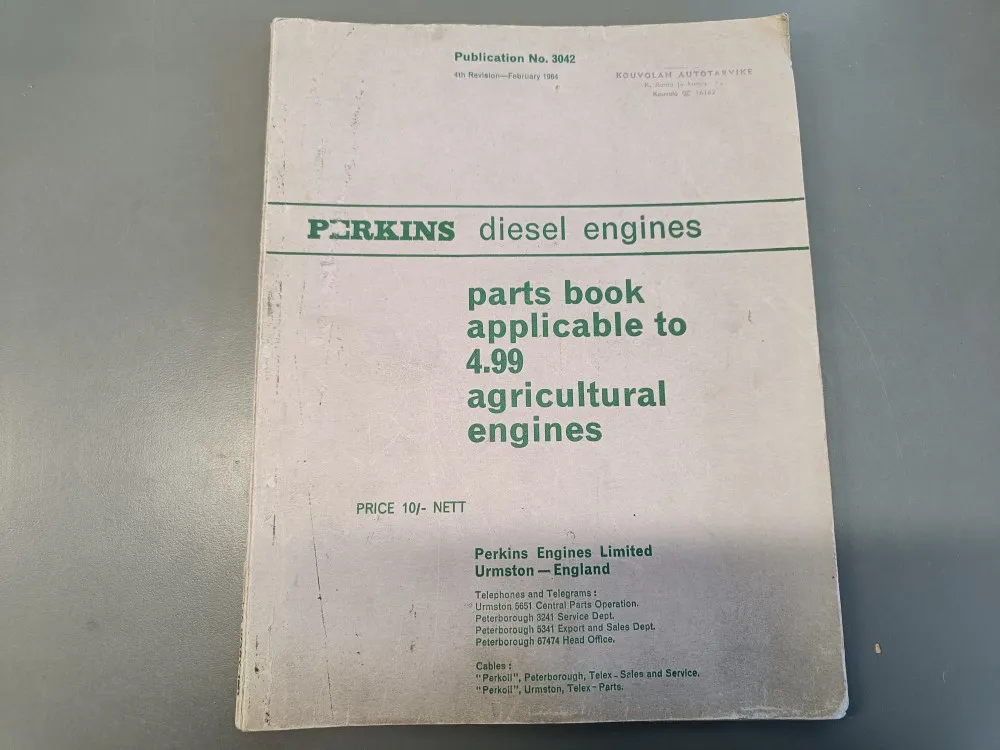 Publication No. 3042
4th Revision—February 1964
KOUVOLAN AUTOTARVIKE
Kouvola
PERKINS diesel engines
parts book
applicable to
4.99
agricultural
engines
PRICE 10/- NETT
Perkins Engines Limited
Urmston — England
Telephones and Telegrams :
Urmston 5651 Central Parts Operation.
Peterborough 3241 Service Dept.
Peterborough 5341 Export and Sales Dept.
Peterborough 67474 Head Office.
Cables :
"Perkoil", Peterborough, Telex - Sales and Service.
"Perkoil", Urmston, Telex - Parts.